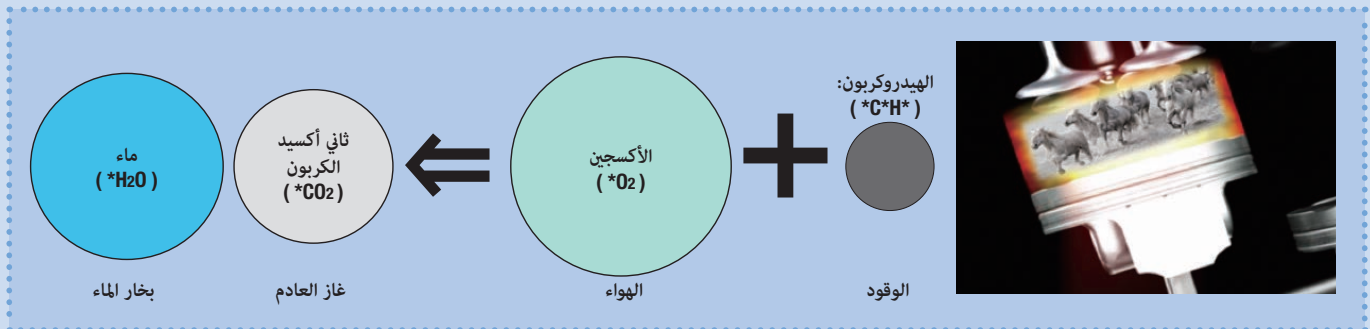 الهيدروكربون:
( *C*H* )
الوقود
الأكسجين
( *O2 )
الهواء
ثاني أكسيد
الكربون
( *CO2 )
غاز العادم
ماء
( *H2O )
بخار الماء